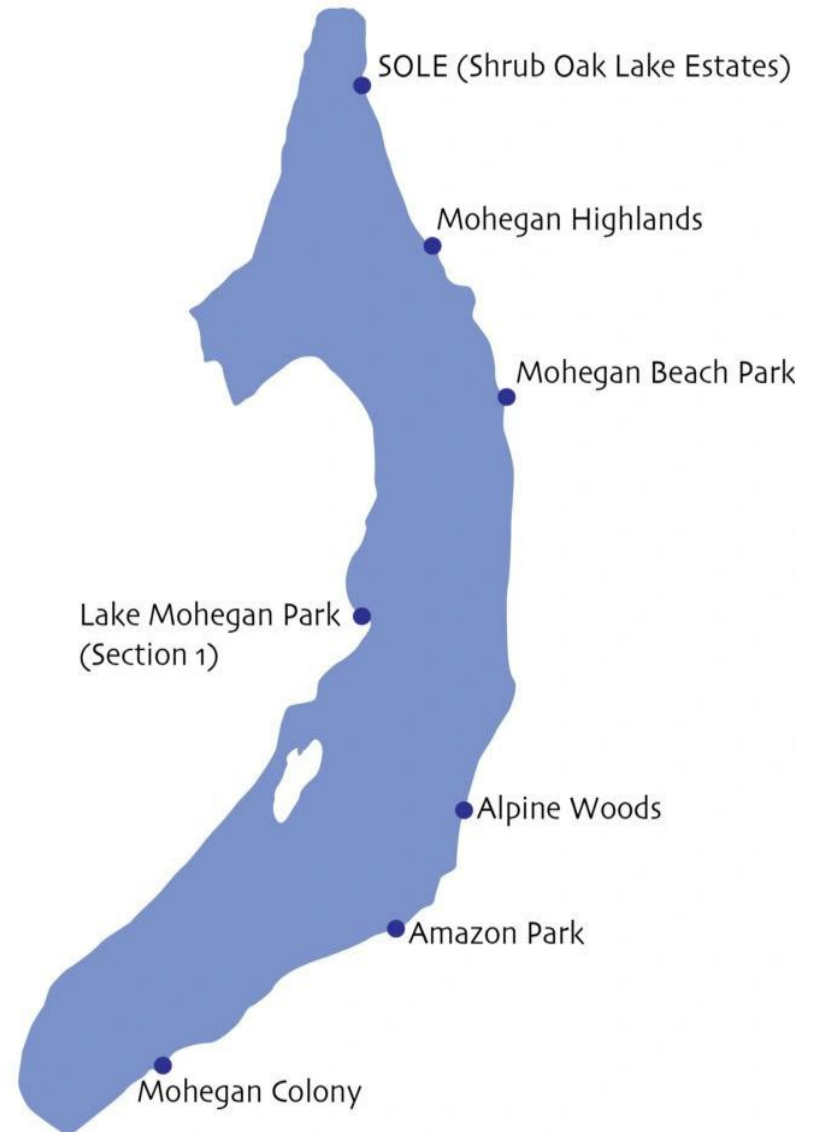 SOLE (Shrub Oak Lake Estates)
Mohegan Highlands
Mohegan Beach Park
Lake Mohegan Park
(Section 1)
Alpine Woods
Amazon Park
Mohegan Colony